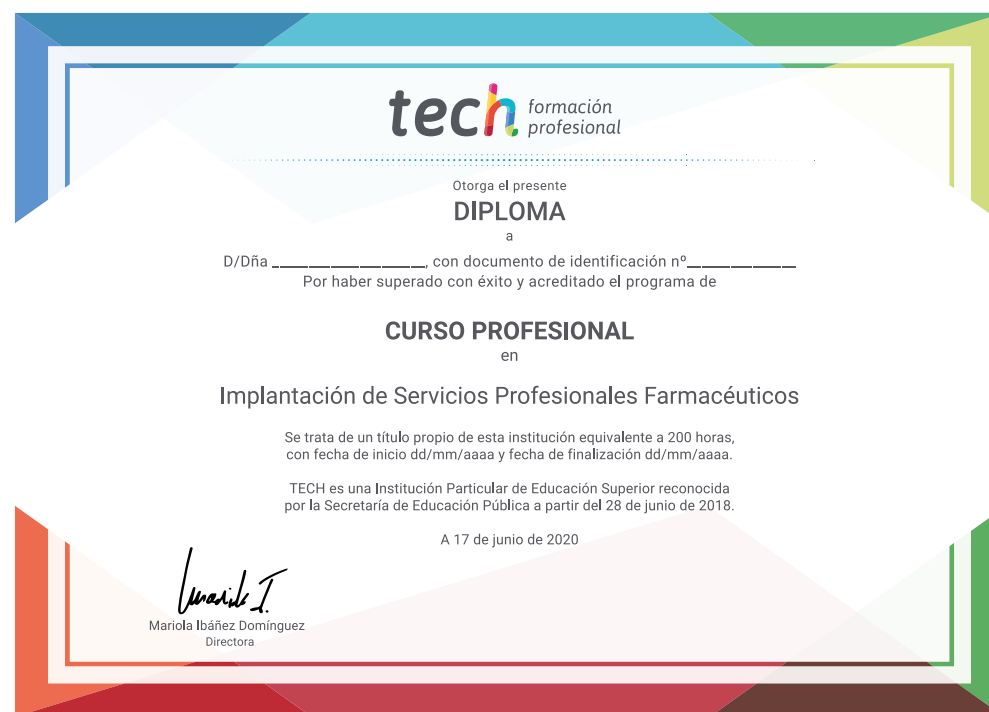 tech formación
profesional
Otorga el presente
DIPLOMA
a
D/Dña ____________________, con documento de identificación nº______________
Por haber superado con éxito y acreditado el programa de
CURSO PROFESIONAL
en
Implantación de Servicios Profesionales Farmacéuticos
Se trata de un título propio de esta institución equivalente a 200 horas,
con fecha de inicio dd/mm/aaaa y fecha de finalización dd/mm/aaaa.
TECH es una Institución Particular de Educación Superior reconocida
por la Secretaría de Educación Pública a partir del 28 de junio de 2018.
A 17 de junio de 2020
Mariola Ibáñez Domínguez
Directora